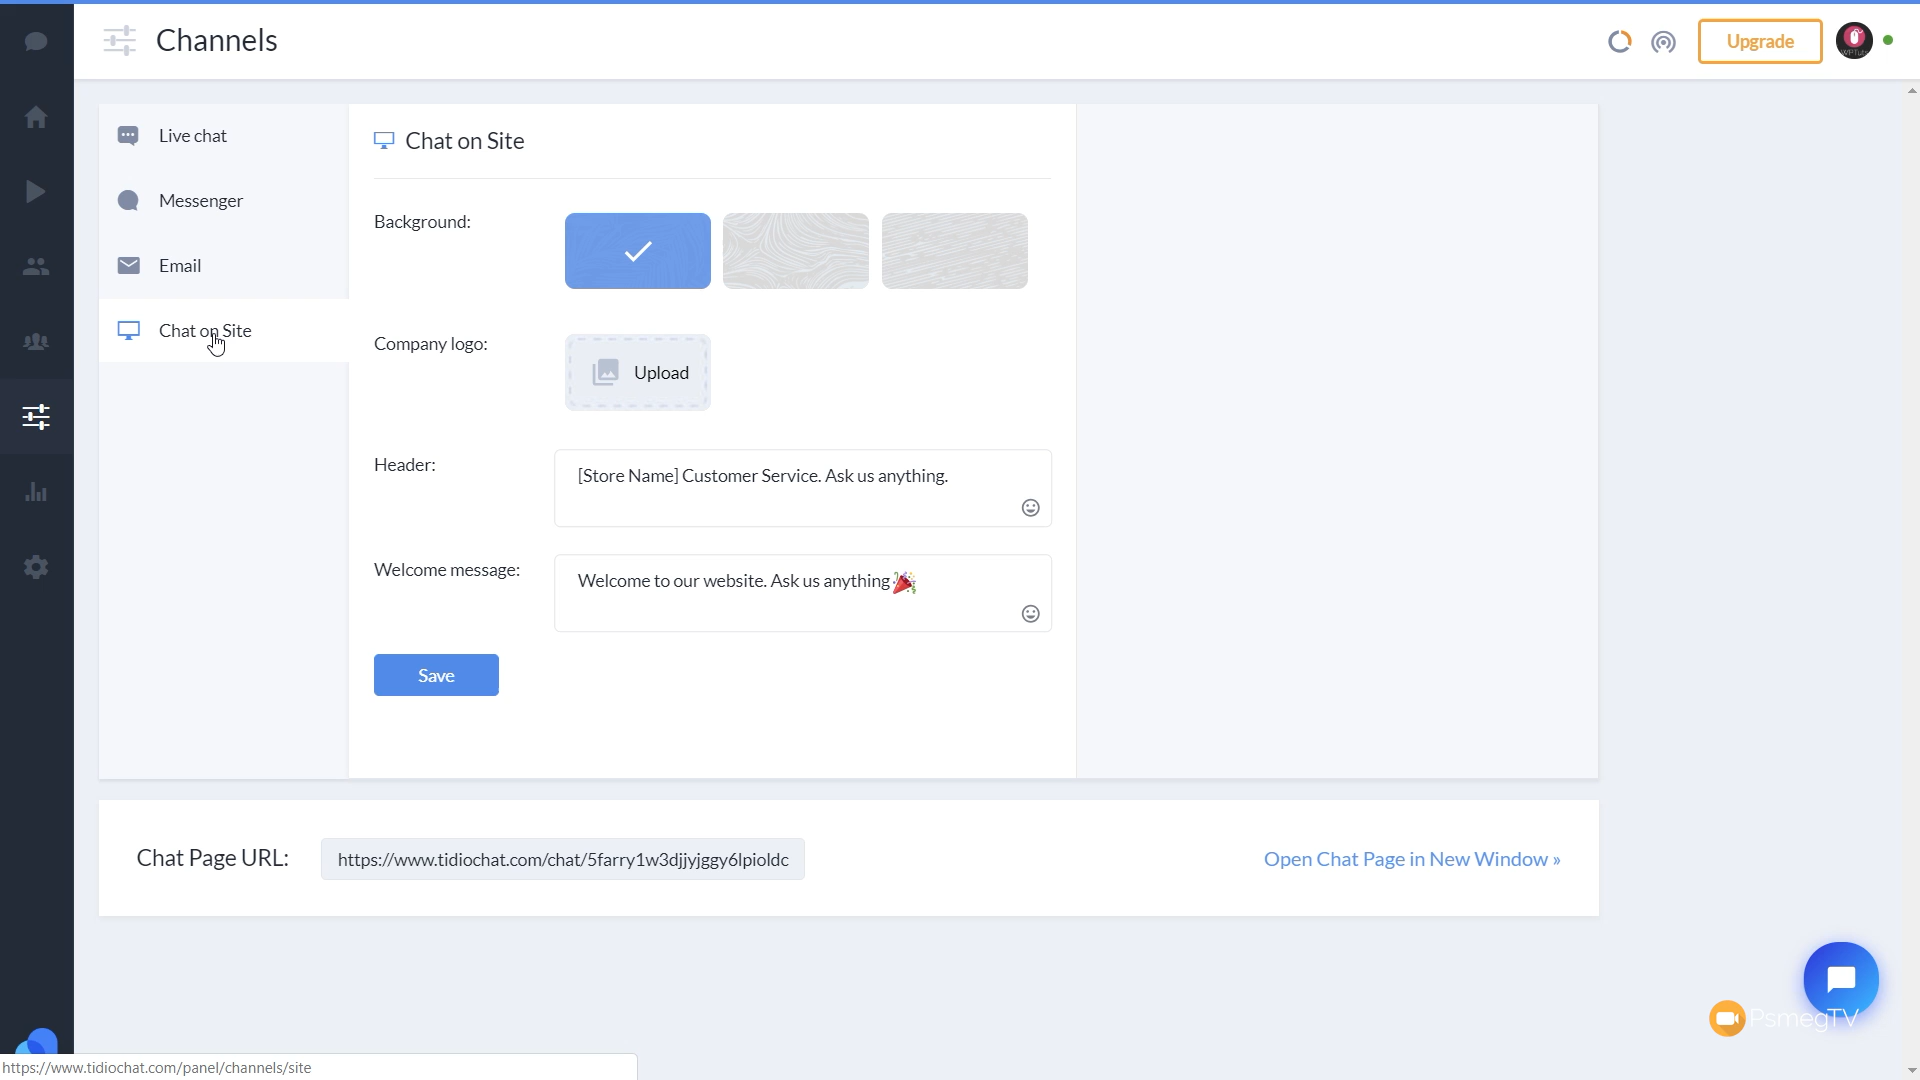 Channels
Upgrade
WPTuts
Live chat
Messenger
Email
Chat on Site
Chat on Site
Background:
Company logo:
Upload
Header:
[Store Name] Customer Service. Ask us anything.
Welcome message:
Welcome to our website. Ask us anything🎉
Save
Chat Page URL:
https://www.tidiochat.com/chat/5farry1w3djjyjggy6lpioldc
Open Chat Page in New Window »
PsmegTV
https://www.tidiochat.com/panel/channels/site